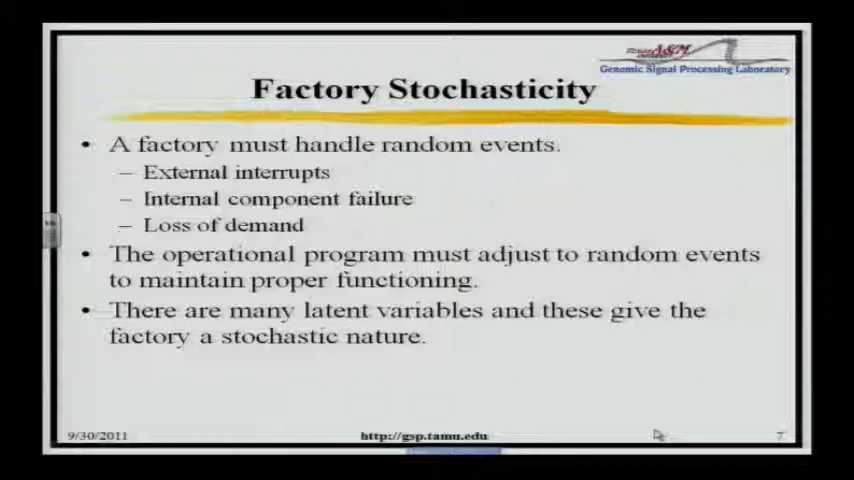 TEXAS A&M
Genomic Signal Processing Laboratory
Factory Stochasticity
• A factory must handle random events.
– External interrupts
– Internal component failure
– Loss of demand
• The operational program must adjust to random events
to maintain proper functioning.
• There are many latent variables and these give the
factory a stochastic nature.
9/30/2011
http://gsp.tamu.edu
7